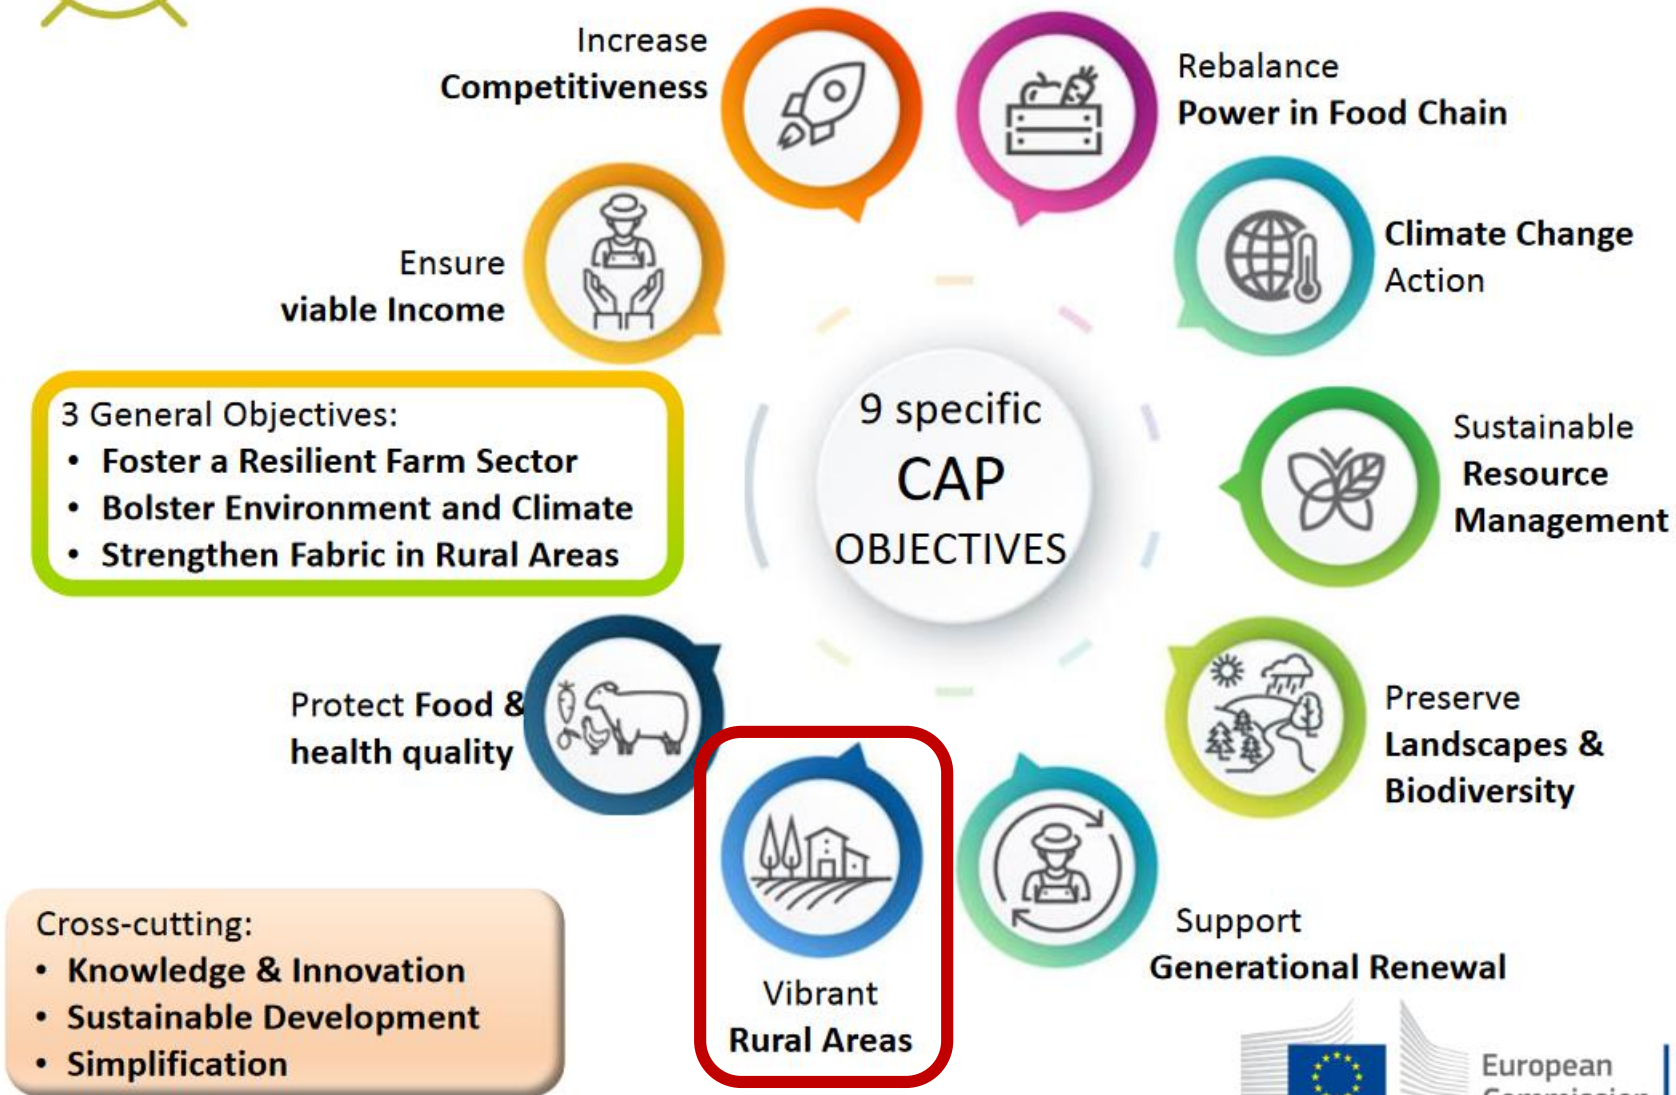 Increase
Competitiveness
Rebalance
Power in Food Chain
Ensure
viable Income
Climate Change
Action
3 General Objectives:
• Foster a Resilient Farm Sector
• Bolster Environment and Climate
• Strengthen Fabric in Rural Areas
9 specific
CAP
OBJECTIVES
Sustainable
Resource
Management
Protect Food &
health quality
Preserve
Landscapes &
Biodiversity
Cross-cutting:
• Knowledge & Innovation
• Sustainable Development
• Simplification
Vibrant
Rural Areas
Support
Generational Renewal
European
Commission